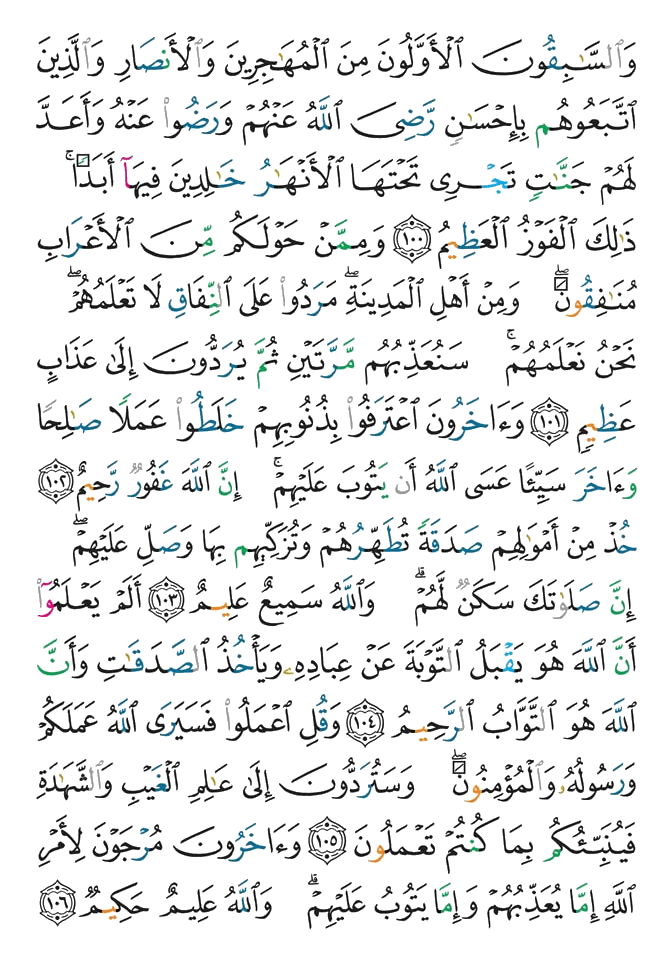 وَٱلسَّـٰبِقُونَ ٱلْأَوَّلُونَ مِنَ ٱلْمُهَـٰجِرِينَ وَٱلْأَنصَارِ وَٱلَّذِينَ
ٱتَّبَعُوهُم بِإِحْسَـٰنٍ رَّضِىَ ٱللَّهُ عَنْهُمْ وَرَضُوا۟ عَنْهُ وَأَعَدَّ
لَهُمْ جَنَّـٰتٍ تَجْرِى تَحْتَهَا ٱلْأَنْهَـٰرُ خَـٰلِدِينَ فِيهَآ أَبَدًا ۚ
ذَٰلِكَ ٱلْفَوْزُ ٱلْعَظِيمُ ١٠٠ وَمِمَّنْ حَوْلَكُم مِّنَ ٱلْأَعْرَابِ
مُنَـٰفِقُونَ ۖ وَمِنْ أَهْلِ ٱلْمَدِينَةِ ۖ مَرَدُوا۟ عَلَى ٱلنِّفَاقِ لَا تَعْلَمُهُمْ ۖ
نَحْنُ نَعْلَمُهُمْ ۚ سَنُعَذِّبُهُم مَّرَّتَيْنِ ثُمَّ يُرَدُّونَ إِلَىٰ عَذَابٍ
عَظِيمٍ ١٠١ وَءَاخَرُونَ ٱعْتَرَفُوا۟ بِذُنُوبِهِمْ خَلَطُوا۟ عَمَلًا صَـٰلِحًا
وَءَاخَرَ سَيِّئًا عَسَى ٱللَّهُ أَن يَتُوبَ عَلَيْهِمْ ۚ إِنَّ ٱللَّهَ غَفُورٌ رَّحِيمٌ ١٠٢
خُذْ مِنْ أَمْوَٰلِهِمْ صَدَقَةً تُطَهِّرُهُمْ وَتُزَكِّيهِم بِهَا وَصَلِّ عَلَيْهِمْ ۖ
إِنَّ صَلَوٰتَكَ سَكَنٌ لَّهُمْ ۗ وَٱللَّهُ سَمِيعٌ عَلِيمٌ ١٠٣ أَلَمْ يَعْلَمُوٓا۟
أَنَّ ٱللَّهَ هُوَ يَقْبَلُ ٱلتَّوْبَةَ عَنْ عِبَادِهِۦ وَيَأْخُذُ ٱلصَّدَقَـٰتِ وَأَنَّ
ٱللَّهَ هُوَ ٱلتَّوَّابُ ٱلرَّحِيمُ ١٠٤ وَقُلِ ٱعْمَلُوا۟ فَسَيَرَى ٱللَّهُ عَمَلَكُمْ
وَرَسُولُهُۥ وَٱلْمُؤْمِنُونَ ۖ وَسَتُرَدُّونَ إِلَىٰ عَـٰلِمِ ٱلْغَيْبِ وَٱلشَّهَـٰدَةِ
فَيُنَبِّئُكُم بِمَا كُنتُمْ تَعْمَلُونَ ١٠٥ وَءَاخَرُونَ مُرْجَوْنَ لِأَمْرِ
ٱللَّهِ إِمَّا يُعَذِّبُهُمْ وَإِمَّا يَتُوبُ عَلَيْهِمْ ۗ وَٱللَّهُ عَلِيمٌ حَكِيمٌ ١٠٦